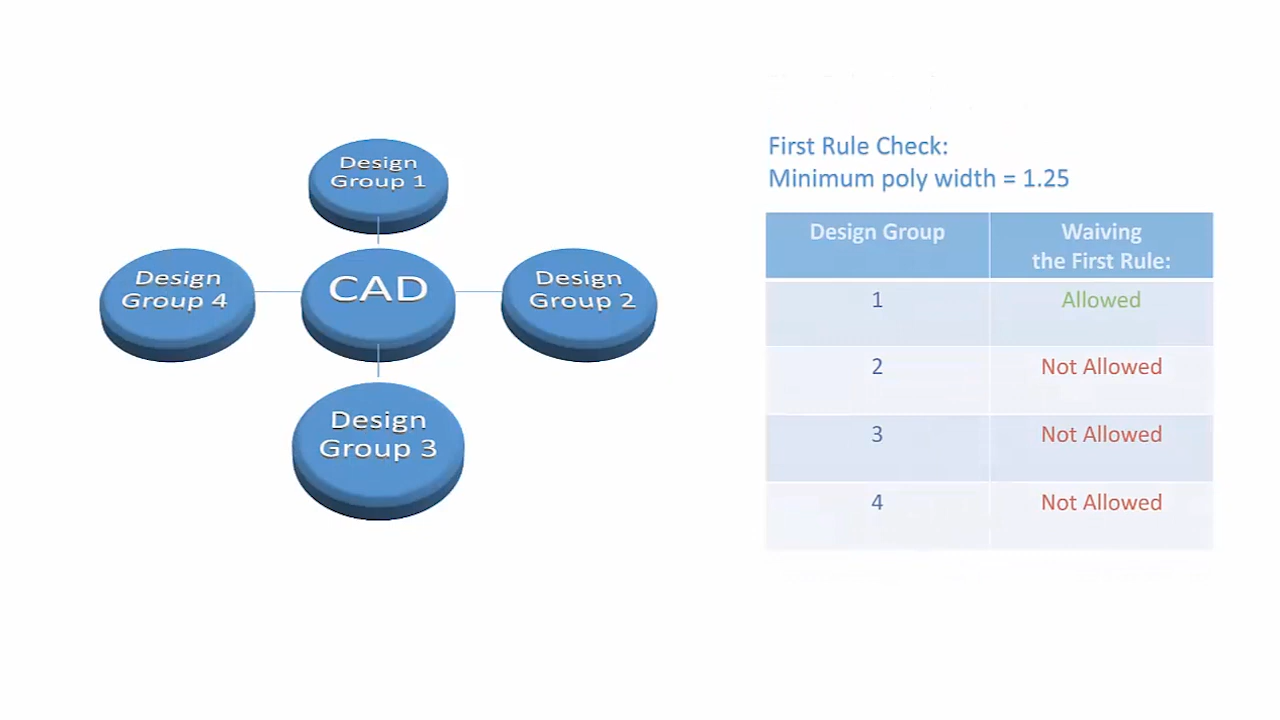 Design
Group 1
Design
Group 4
CAD
Design
Group 2
Design
Group 3
First Rule Check:
Minimum poly width = 1.25
Design Group
Waiving
the First Rule:
1
Allowed
2
Not Allowed
3
Not Allowed
4
Not Allowed